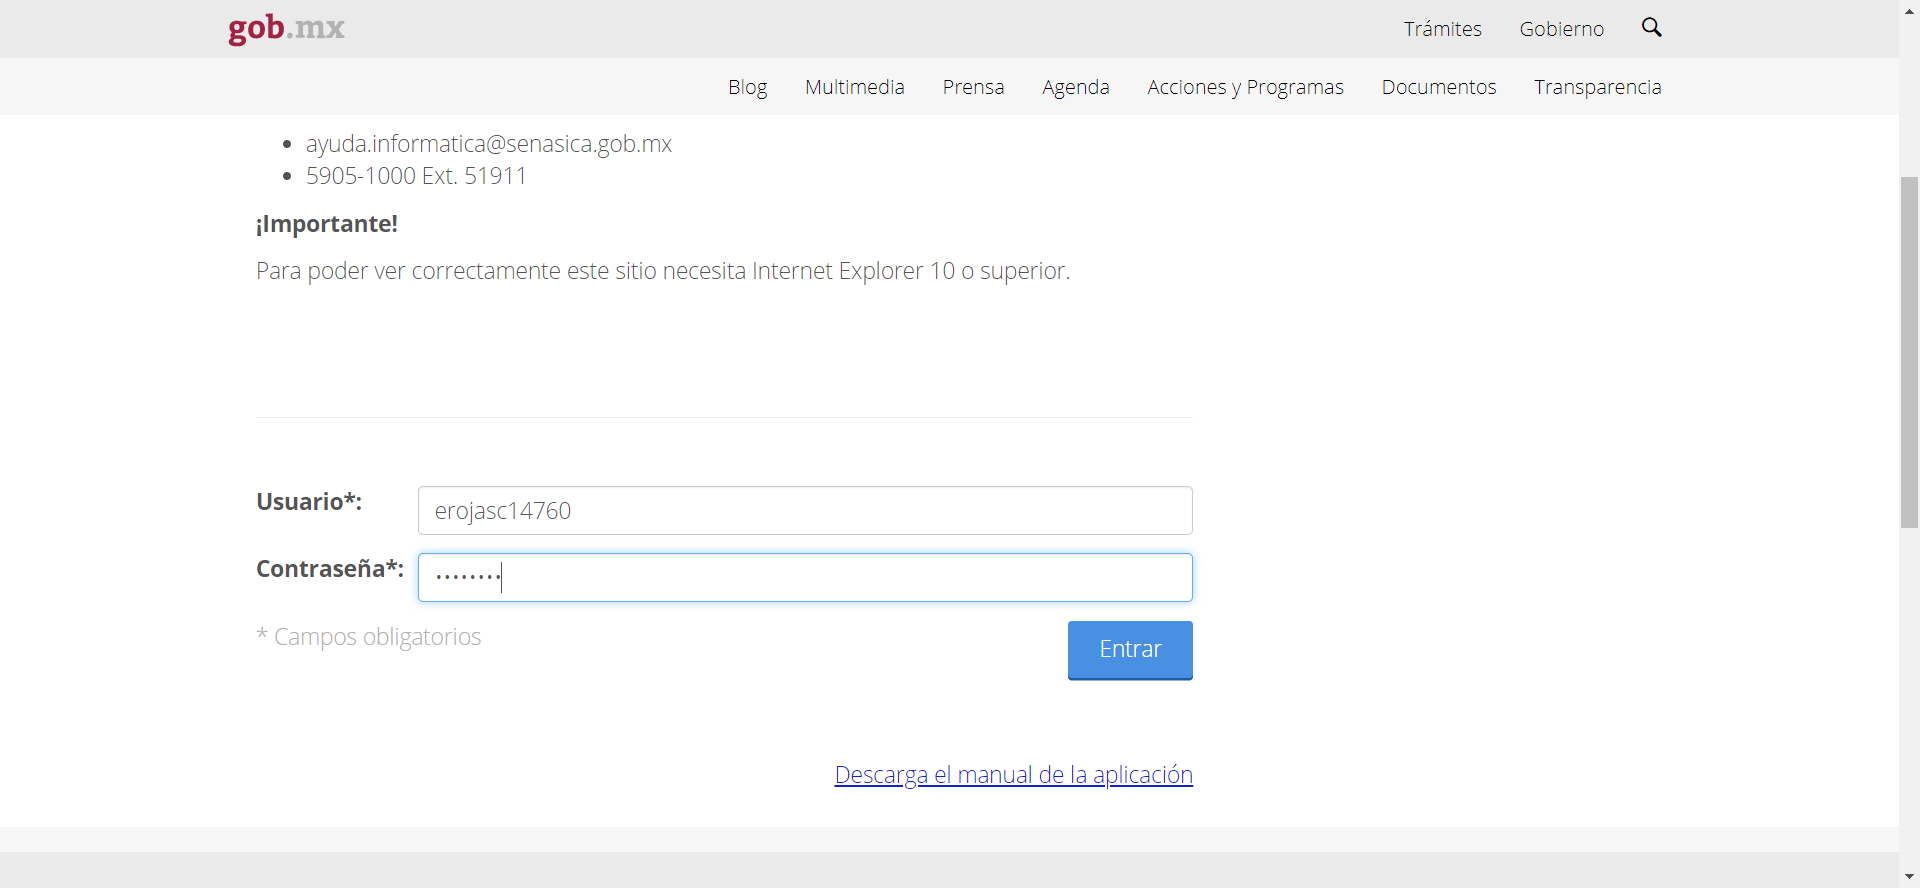 gob.mx
Trámites Gobierno
Blog Multimedia Prensa Agenda Acciones y Programas Documentos Transparencia
• ayuda.informatica@senasica.gob.mx
• 5905-1000 Ext. 51911
¡Importante!
Para poder ver correctamente este sitio necesita Internet Explorer 10 o superior.
Usuario*: erojasc14760
Contraseña*: ••••••••
* Campos obligatorios
Entrar
Descarga el manual de la aplicación